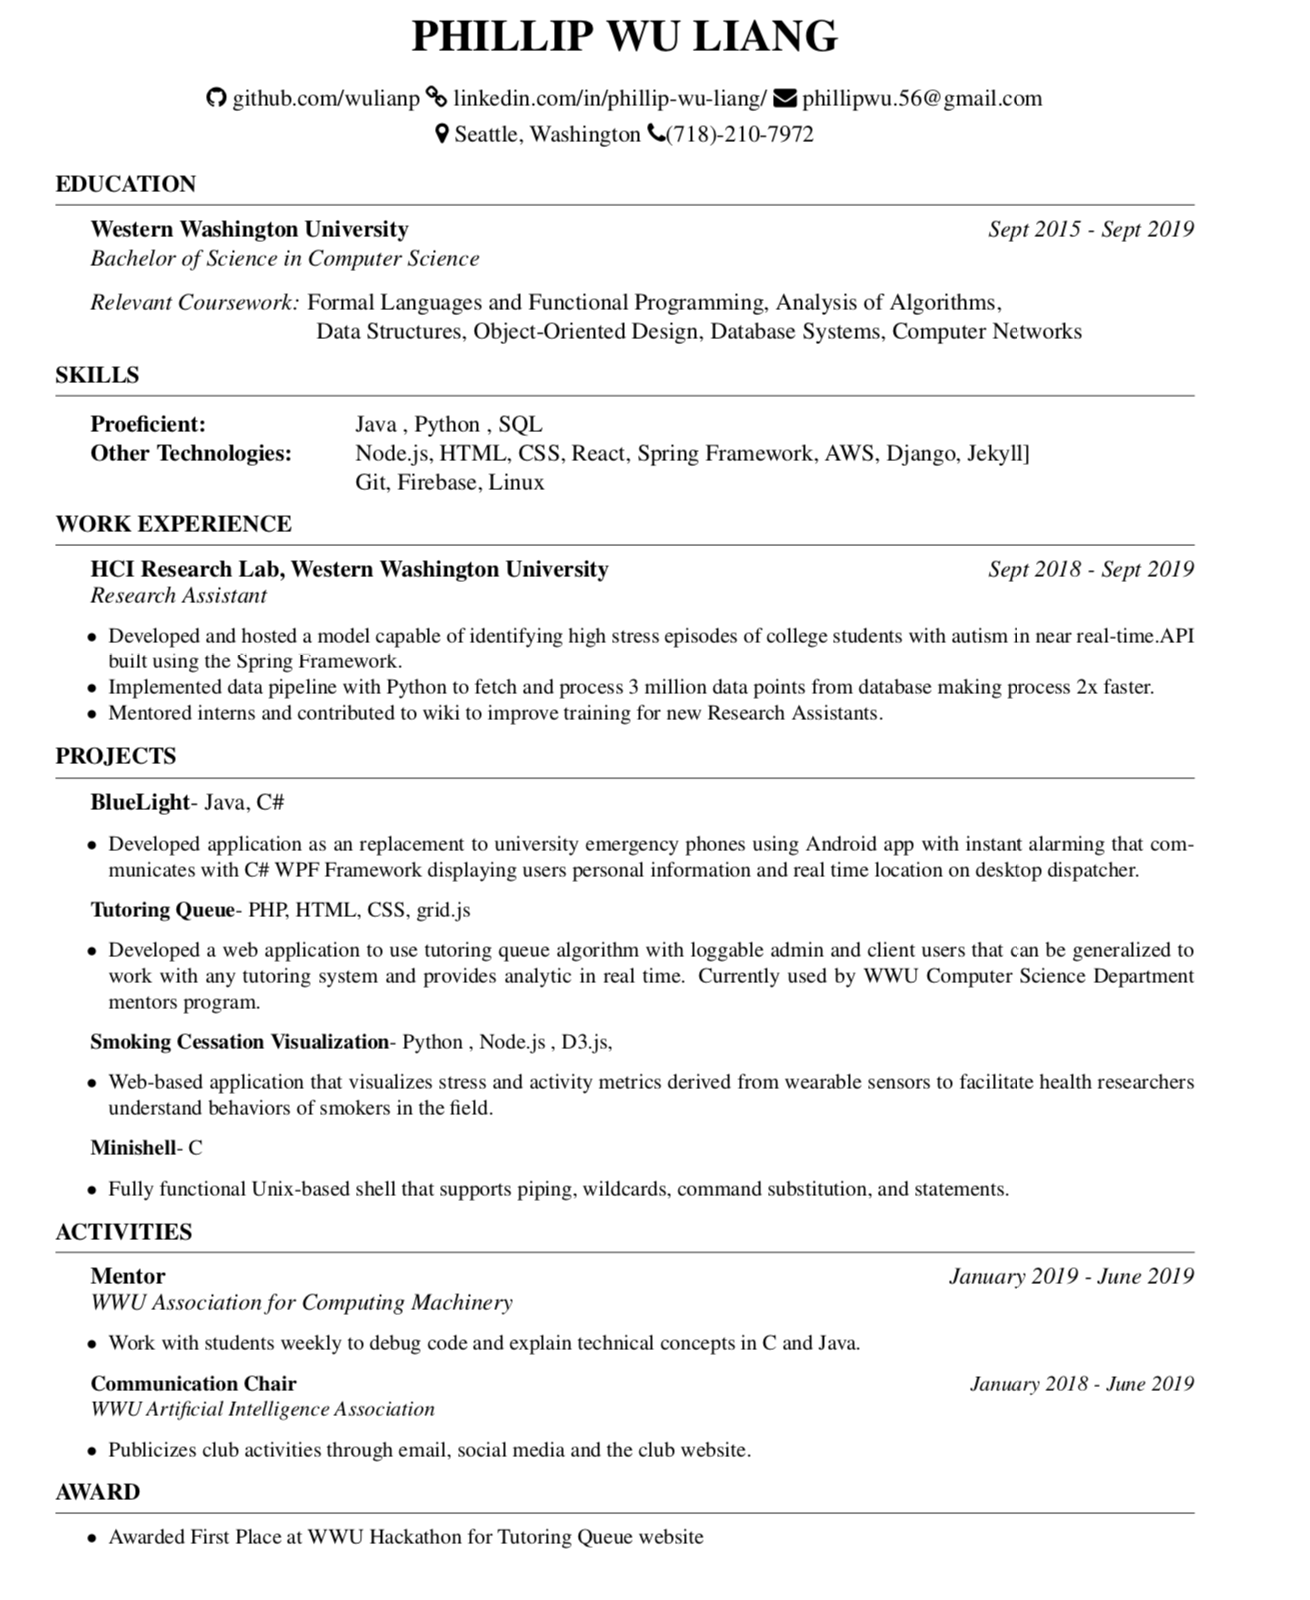 PHILLIP WU LIANG
github.com/wulianp linkedin.com/in/phillip-wu-liang/ phillipwu.56@gmail.com
Seattle, Washington (718)-210-7972
EDUCATION
Western Washington University Sept 2015 - Sept 2019
Bachelor of Science in Computer Science
Relevant Coursework: Formal Languages and Functional Programming, Analysis of Algorithms,
Data Structures, Object-Oriented Design, Database Systems, Computer Networks
SKILLS
Proeficient: Java , Python , SQL
Other Technologies: Node.js, HTML, CSS, React, Spring Framework, AWS, Django, Jekyll]
Git, Firebase, Linux
WORK EXPERIENCE
HCI Research Lab, Western Washington University Sept 2018 - Sept 2019
Research Assistant
• Developed and hosted a model capable of identifying high stress episodes of college students with autism in near real-time.API
built using the Spring Framework.
• Implemented data pipeline with Python to fetch and process 3 million data points from database making process 2x faster.
• Mentored interns and contributed to wiki to improve training for new Research Assistants.
PROJECTS
BlueLight- Java, C#
• Developed application as an replacement to university emergency phones using Android app with instant alarming that com-
municates with C# WPF Framework displaying users personal information and real time location on desktop dispatcher.
Tutoring Queue- PHP, HTML, CSS, grid.js
• Developed a web application to use tutoring queue algorithm with loggable admin and client users that can be generalized to
work with any tutoring system and provides analytic in real time. Currently used by WWU Computer Science Department
mentors program.
Smoking Cessation Visualization- Python , Node.js , D3.js,
• Web-based application that visualizes stress and activity metrics derived from wearable sensors to facilitate health researchers
understand behaviors of smokers in the field.
Minishell- C
• Fully functional Unix-based shell that supports piping, wildcards, command substitution, and statements.
ACTIVITIES
Mentor January 2019 - June 2019
WWU Association for Computing Machinery
• Work with students weekly to debug code and explain technical concepts in C and Java.
Communication Chair January 2018 - June 2019
WWU Artificial Intelligence Association
• Publicizes club activities through email, social media and the club website.
AWARD
• Awarded First Place at WWU Hackathon for Tutoring Queue website